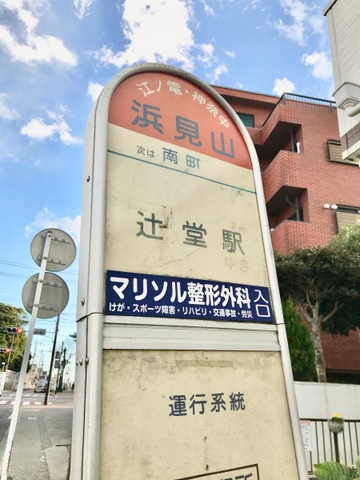 江ノ電・神奈中
浜見山
次は 南町
辻堂駅
ゆき
マリソル整形外科 入口
けが・スポーツ障害・リハビリ・交通事故・労災
運行系統